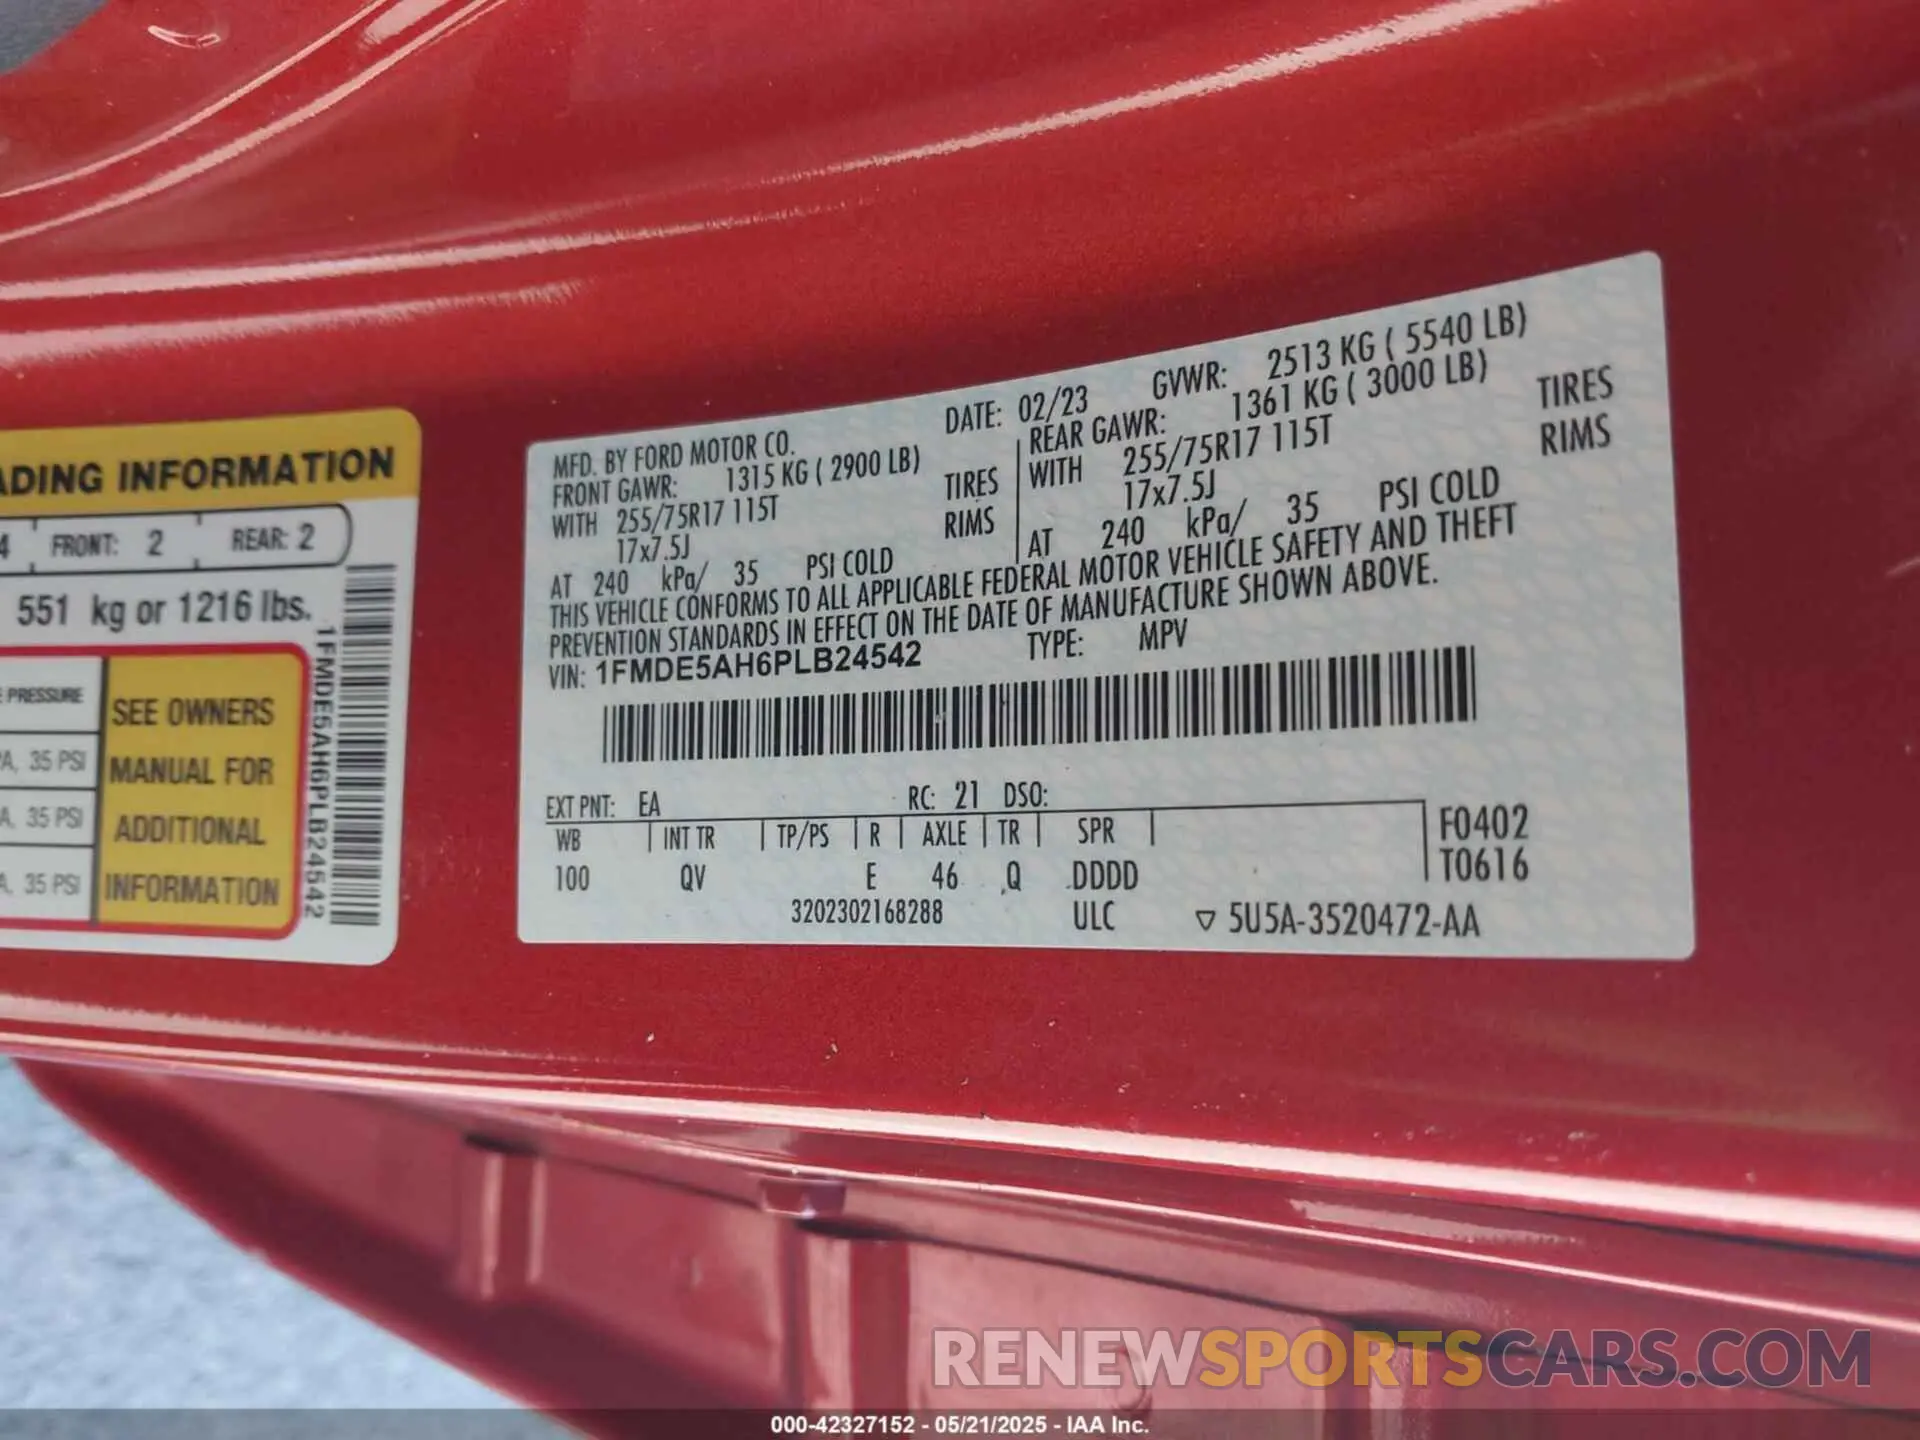 ADING INFORMATION
4 FRONT: 2 REAR: 2
551 kg or 1216 lbs.
E PRESSURE
A, 35 PSI
A, 35 PSI
A, 35 PSI
SEE OWNERS
MANUAL FOR
ADDITIONAL
INFORMATION
1FMDE5AH6PLB24542
MFD. BY FORD MOTOR CO.
DATE: 02/23 GVWR: 2513 KG ( 5540 LB)
FRONT GAWR: 1315 KG ( 2900 LB)
WITH 255/75R17 115T TIRES
17x7.5J RIMS
AT 240 kPa/ 35 PSI COLD
REAR GAWR: 1361 KG ( 3000 LB)
WITH 255/75R17 115T TIRES
17x7.5J RIMS
AT 240 kPa/ 35 PSI COLD
THIS VEHICLE CONFORMS TO ALL APPLICABLE FEDERAL MOTOR VEHICLE SAFETY AND THEFT
PREVENTION STANDARDS IN EFFECT ON THE DATE OF MANUFACTURE SHOWN ABOVE.
VIN: 1FMDE5AH6PLB24542 TYPE: MPV
EXT PNT: EA RC: 21 DSO:
WB INT TR TP/PS R AXLE TR SPR
100 QV E 46 Q DDDD
F0402
T0616
3202302168288 ULC ▽ 5U5A-3520472-AA
RENEWSPORTSCARS.COM
000-42327152 - 05/21/2025 - IAA Inc.